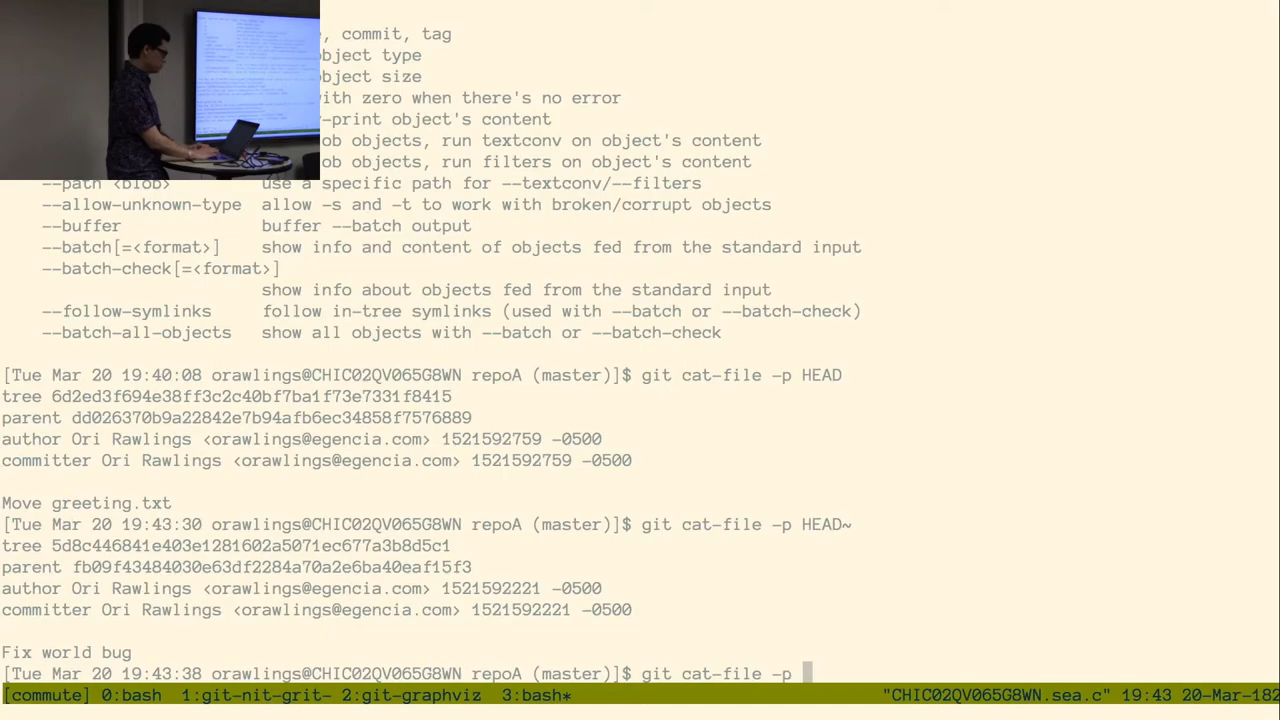 , commit, tag
object type
object size
with zero when there's no error
-print object's content
ob objects, run textconv on object's content
ob objects, run filters on object's content
--path <blob> use a specific path for --textconv/--filters
--allow-unknown-type allow -s and -t to work with broken/corrupt objects
--buffer buffer --batch output
--batch[=<format>] show info and content of objects fed from the standard input
--batch-check[=<format>]
show info about objects fed from the standard input
--follow-symlinks follow in-tree symlinks (used with --batch or --batch-check)
--batch-all-objects show all objects with --batch or --batch-check
[Tue Mar 20 19:40:08 orawlings@CHIC02QV065G8WN repoA (master)]$ git cat-file -p HEAD
tree 6d2ed3f694e38ff3c2c40bf7ba1f73e7331f8415
parent dd026370b9a22842e7b94afb6ec34858f7576889
author Ori Rawlings <orawlings@egencia.com> 1521592759 -0500
committer Ori Rawlings <orawlings@egencia.com> 1521592759 -0500
Move greeting.txt
[Tue Mar 20 19:43:30 orawlings@CHIC02QV065G8WN repoA (master)]$ git cat-file -p HEAD~
tree 5d8c446841e403e1281602a5071ec677a3b8d5c1
parent fb09f43484030e63df2284a70a2e6ba40eaf15f3
author Ori Rawlings <orawlings@egencia.com> 1521592221 -0500
committer Ori Rawlings <orawlings@egencia.com> 1521592221 -0500
Fix world bug
[Tue Mar 20 19:43:38 orawlings@CHIC02QV065G8WN repoA (master)]$ git cat-file -p
[commute] 0:bash 1:git-nit-grit- 2:git-graphviz 3:bash* "CHIC02QV065G8WN.sea.c" 19:43 20-Mar-182